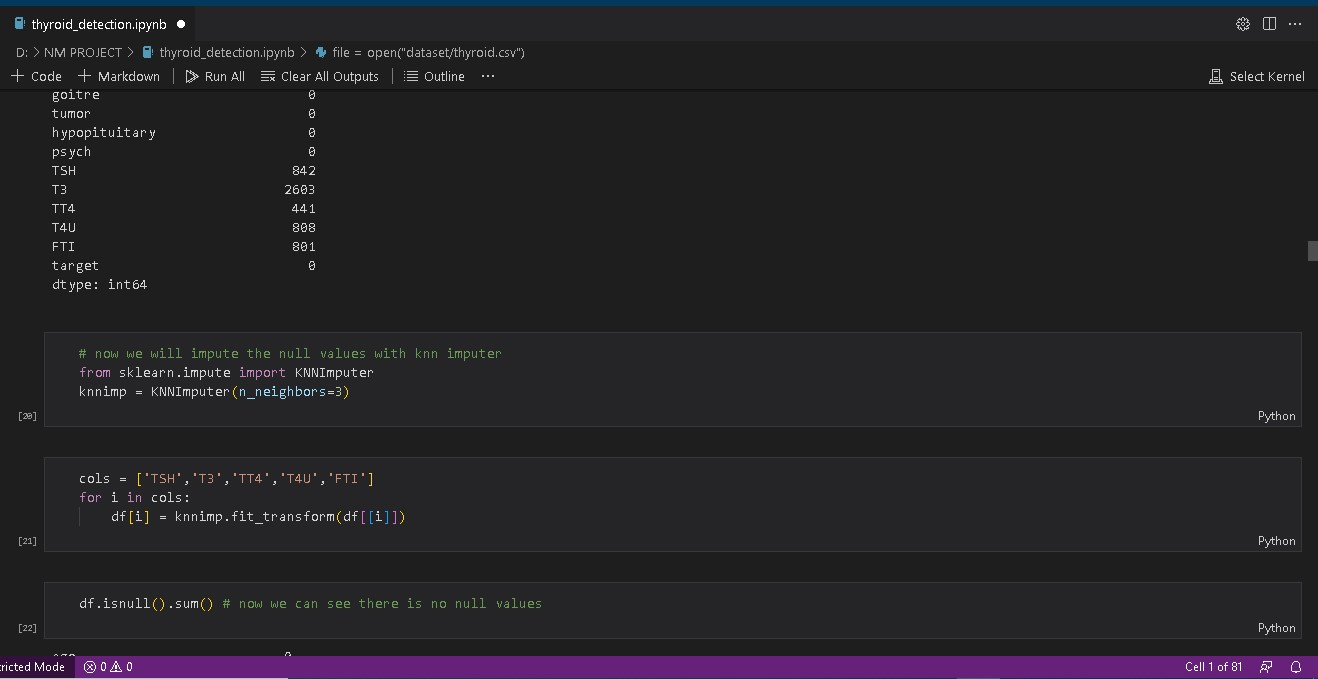 thyroid_detection.ipynb ●
D: > NM PROJECT > thyroid_detection.ipynb > file = open("dataset/thyroid.csv")
+ Code + Markdown | Run All Clear All Outputs | Outline ···
Select Kernel
goitre 0
tumor 0
hypopituitary 0
psych 0
TSH 842
T3 2603
TT4 441
T4U 808
FTI 801
target 0
dtype: int64
# now we will impute the null values with knn imputer
from sklearn.impute import KNNImputer
knnimp = KNNImputer(n_neighbors=3)
[20]
Python
cols = ['TSH','T3','TT4','T4U','FTI']
for i in cols:
    df[i] = knnimp.fit_transform(df[[i]])
[21]
Python
df.isnull().sum() # now we can see there is no null values
[22]
Python
tricted Mode 0 0
Cell 1 of 81